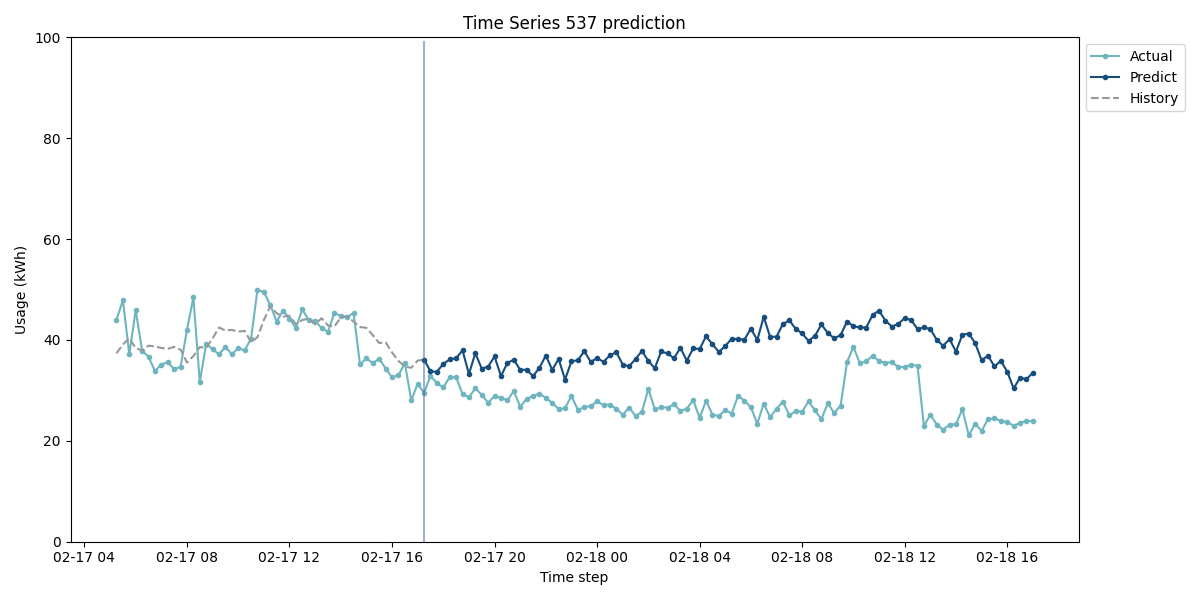 Time Series 537 prediction
100
80
60
40
20
0
Usage (kWh)
02-17 04
02-17 08
02-17 12
02-17 16
02-17 20
02-18 00
02-18 04
02-18 08
02-18 12
02-18 16
Time step
Actual
Predict
History